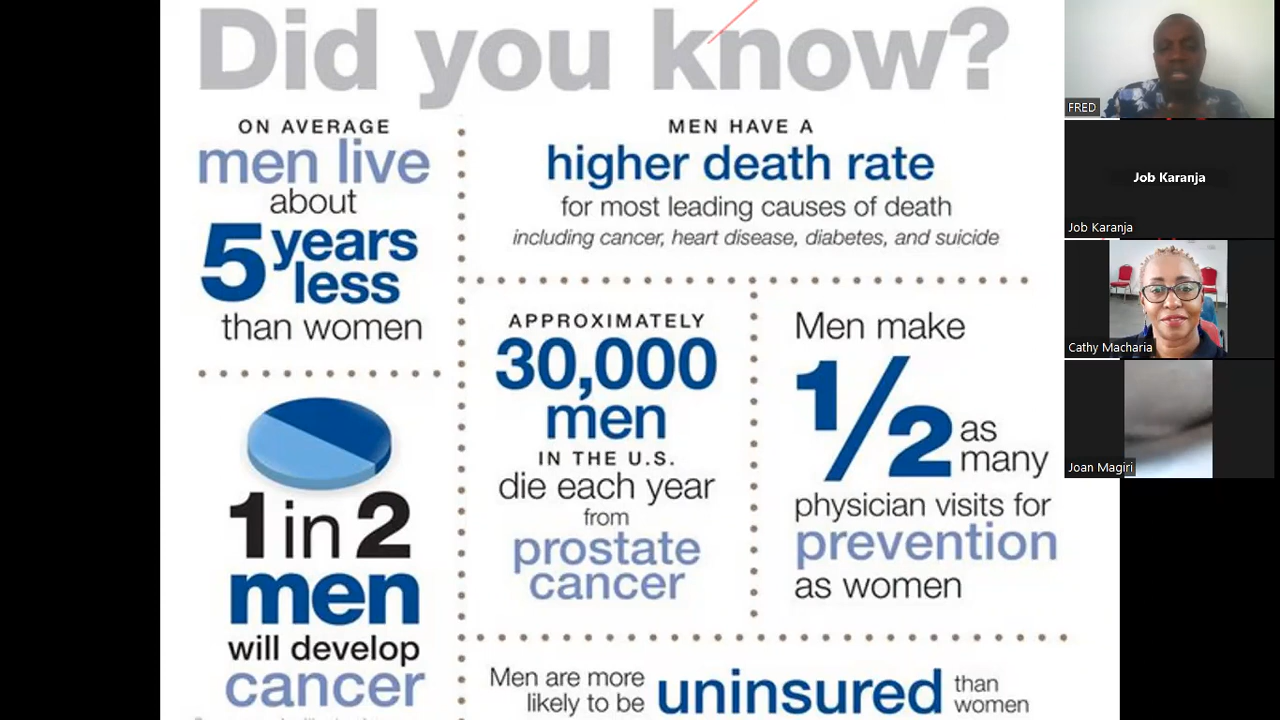 Did you know?
ON AVERAGE
men live
about
5 years
less
than women
1 in 2
men
will develop
cancer
MEN HAVE A
higher death rate
for most leading causes of death
including cancer, heart disease, diabetes, and suicide
APPROXIMATELY
30,000
men
IN THE U.S.
die each year
from
prostate
cancer
Men make
1/2 as
many
physician visits for
prevention
as women
Men are more
likely to be
uninsured
than
women
FRED
Job Karanja
Job Karanja
Cathy Macharia
Joan Magiri